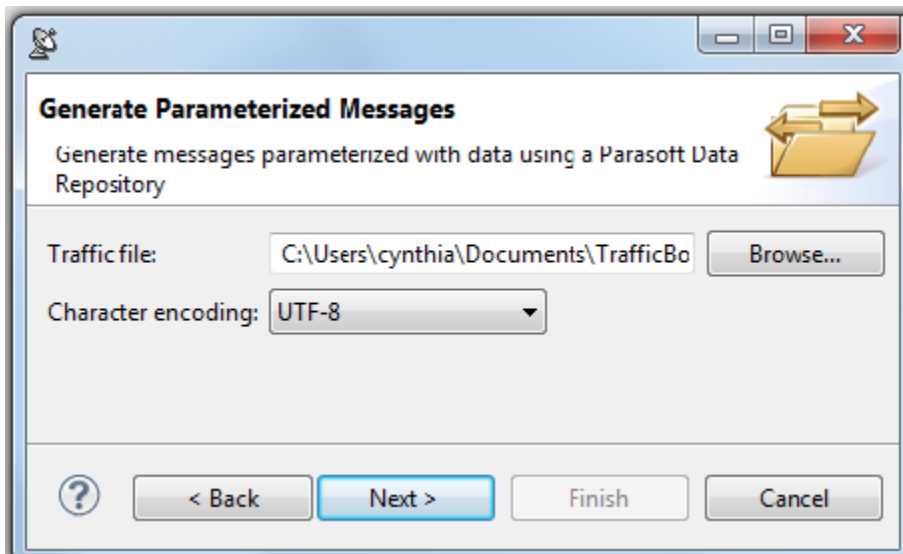 Generate Parameterized Messages
Generate messages parameterized with data using a Parasoft Data
Repository
Traffic file: C:\Users\cynthia\Documents\TrafficBo Browse...
Character encoding: UTF-8
? < Back Next > Finish Cancel